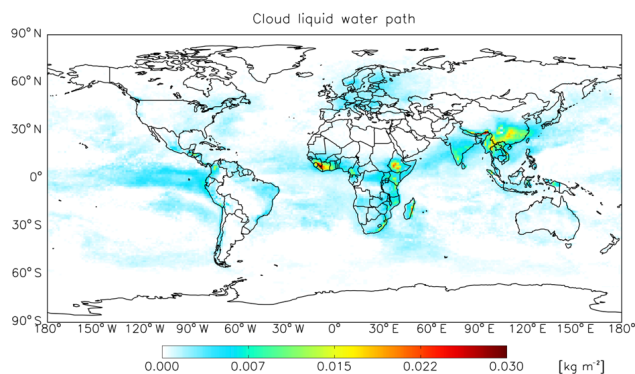 Cloud liquid water path
90° N
60° N
30° N
0°
30° S
60° S
90° S
180° 150° W 120° W 90° W 60° W 30° W 0° 30° E 60° E 90° E 120° E 150° E 180°
0.000 0.007 0.015 0.022 0.030 [kg m⁻²]